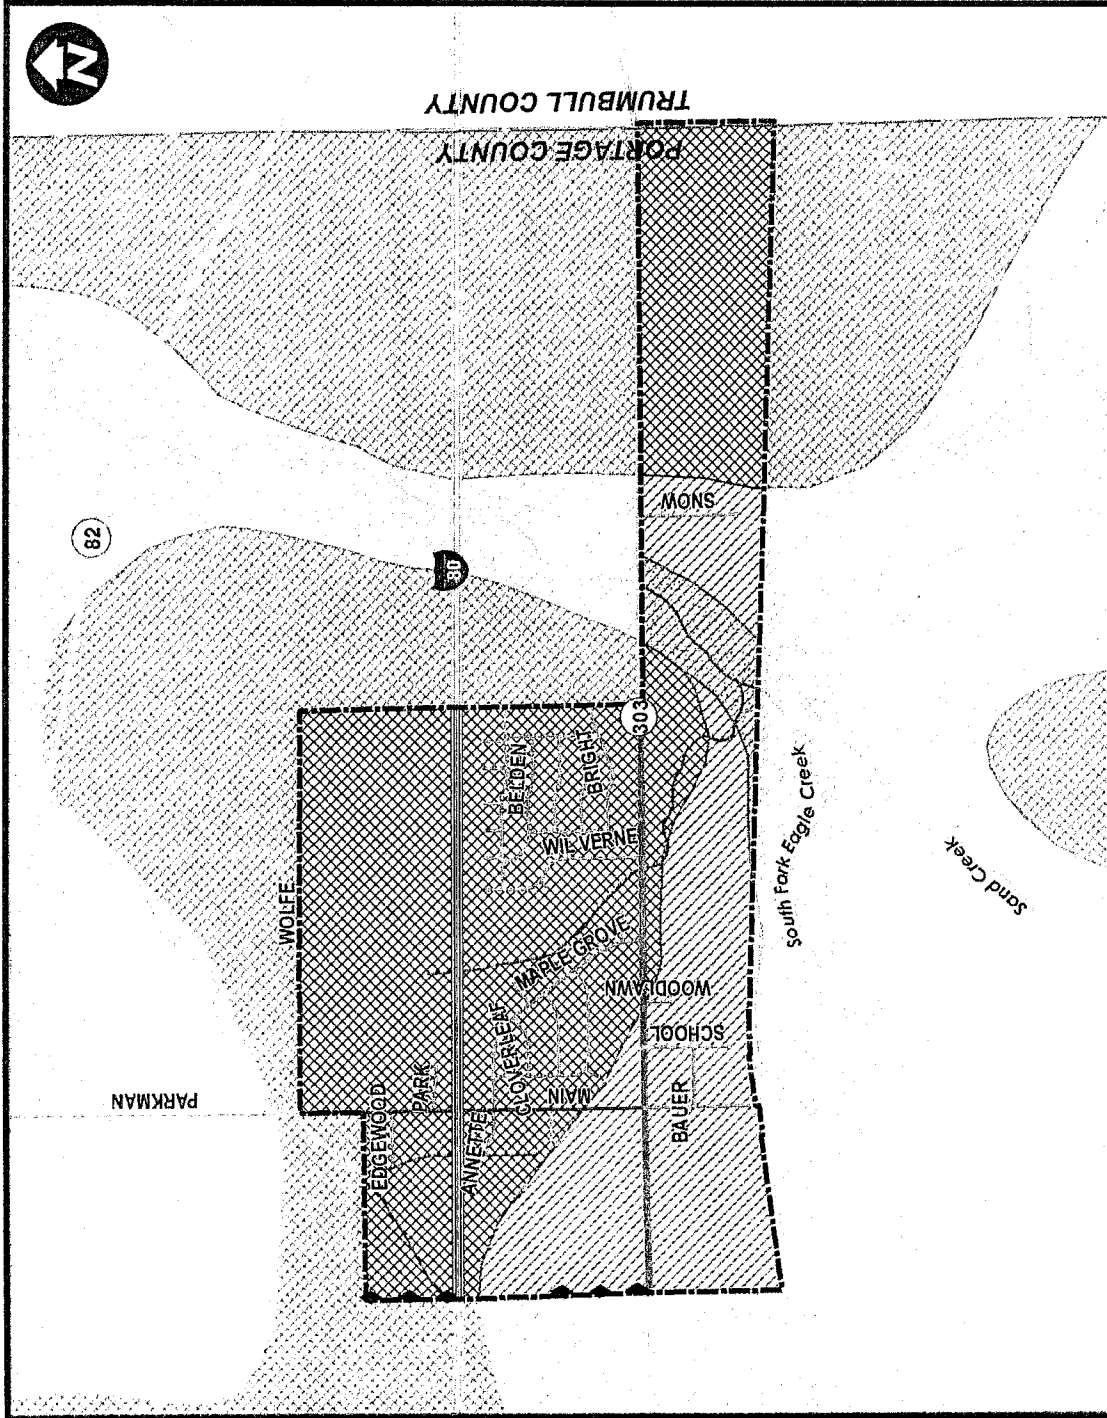 N
TRUMBULL COUNTY
PORTAGE COUNTY
SNOW
82
80
303
BELDEN
BRIGHT
WILVERNE
WOLFE
MAPLE GROVE
South Fork Eagle Creek
Sand Creek
WOODLAWN
CLOVERLEAF
SCHOOL
PARK
MAIN
PARKMAN
EDGEWOOD
ANNETTE
BAUER